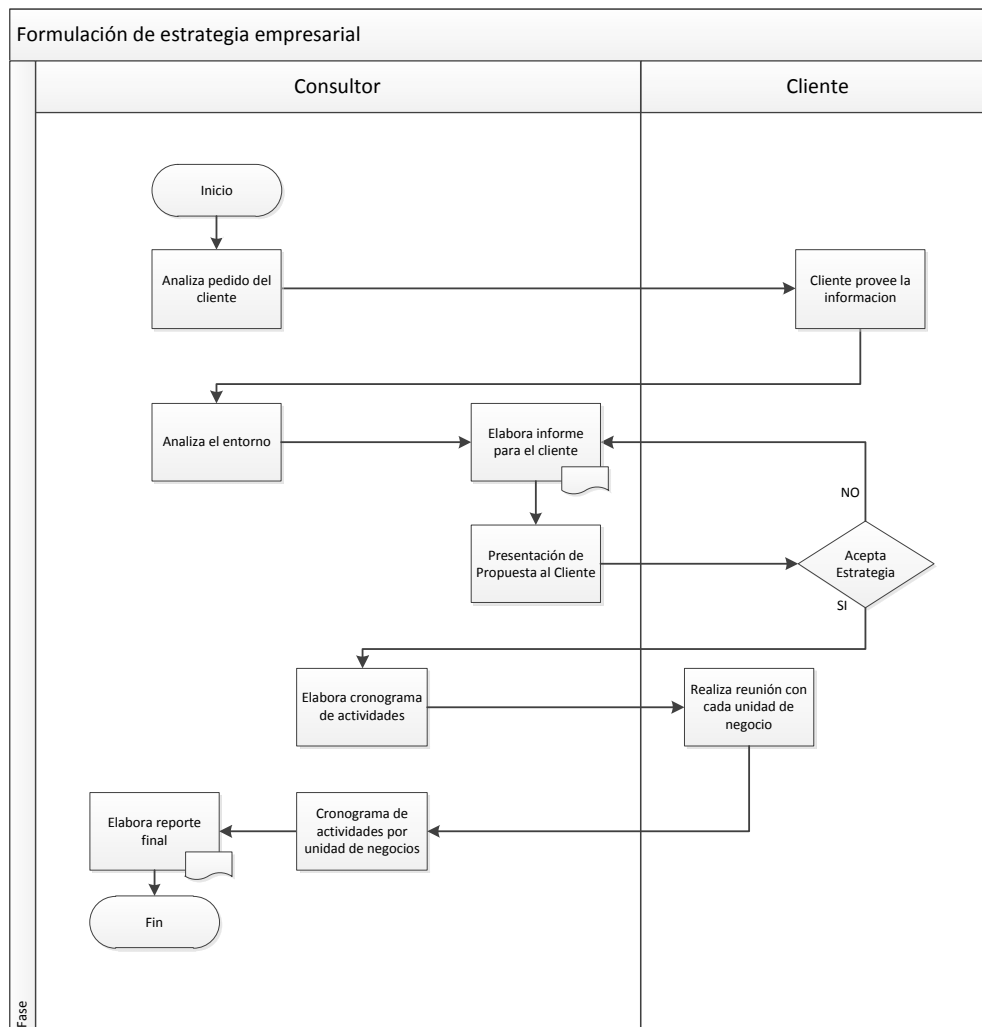 Formulación de estrategia empresarial
Consultor
Cliente
Inicio
Analiza pedido del
cliente
Cliente provee la
informacion
Analiza el entorno
Elabora informe
para el cliente
NO
Presentación de
Propuesta al Cliente
Acepta
Estrategia
SI
Elabora cronograma
de actividades
Realiza reunión con
cada unidad de
negocio
Elabora reporte
final
Cronograma de
actividades por
unidad de negocios
Fin
Fase